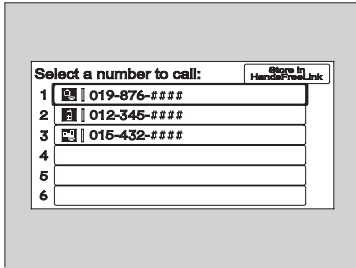 Select a number to call:
Store in
HandsFreeLink
1 019-876-####
2 012-345-####
3 015-432-####
4
5
6